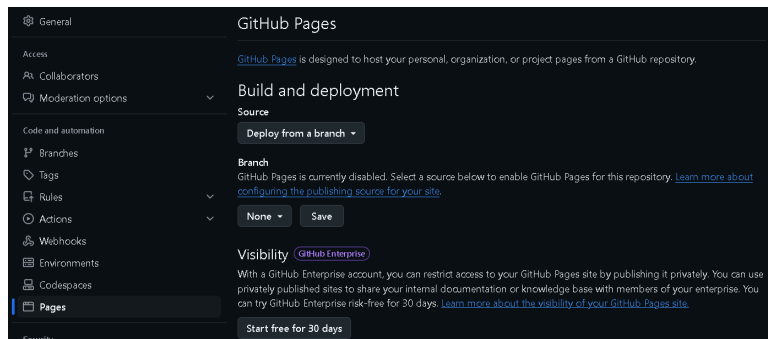 General
Access
Collaborators
Moderation options
Code and automation
Branches
Tags
Rules
Actions
Webhooks
Environments
Codespaces
Pages
Security
GitHub Pages
GitHub Pages is designed to host your personal, organization, or project pages from a GitHub repository.
Build and deployment
Source
Deploy from a branch
Branch
GitHub Pages is currently disabled. Select a source below to enable GitHub Pages for this repository. Learn more about
configuring the publishing source for your site.
None Save
Visibility GitHub Enterprise
With a GitHub Enterprise account, you can restrict access to your GitHub Pages site by publishing it privately. You can use
privately published sites to share your internal documentation or knowledge base with members of your enterprise. You
can try GitHub Enterprise risk-free for 30 days. Learn more about the visibility of your GitHub Pages site.
Start free for 30 days